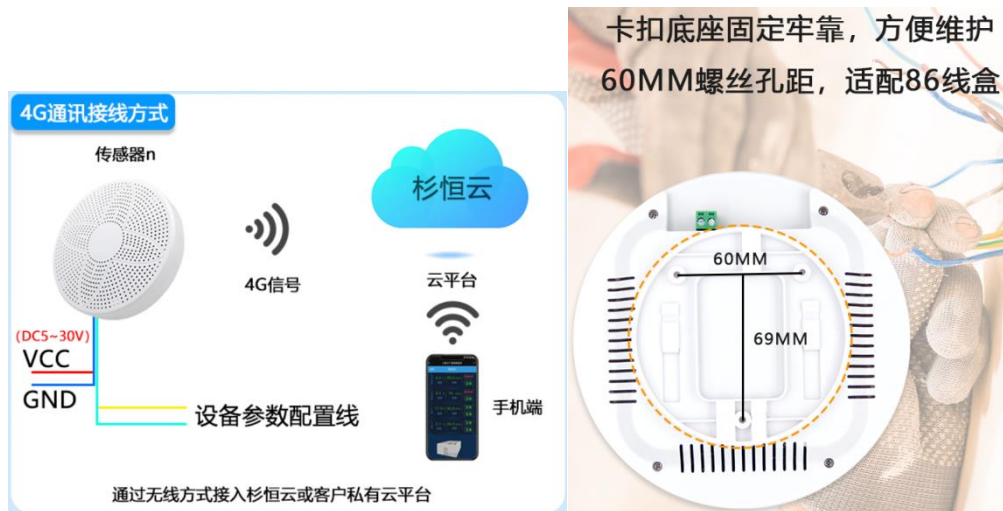 4G通讯接线方式
传感器n
杉恒云
4G信号
云平台
(DC5~30V)
VCC
GND
设备参数配置线
手机端
通过无线方式接入杉恒云或客户私有云平台
卡扣底座固定牢靠，方便维护
60MM螺丝孔距，适配86线盒
60MM
69MM